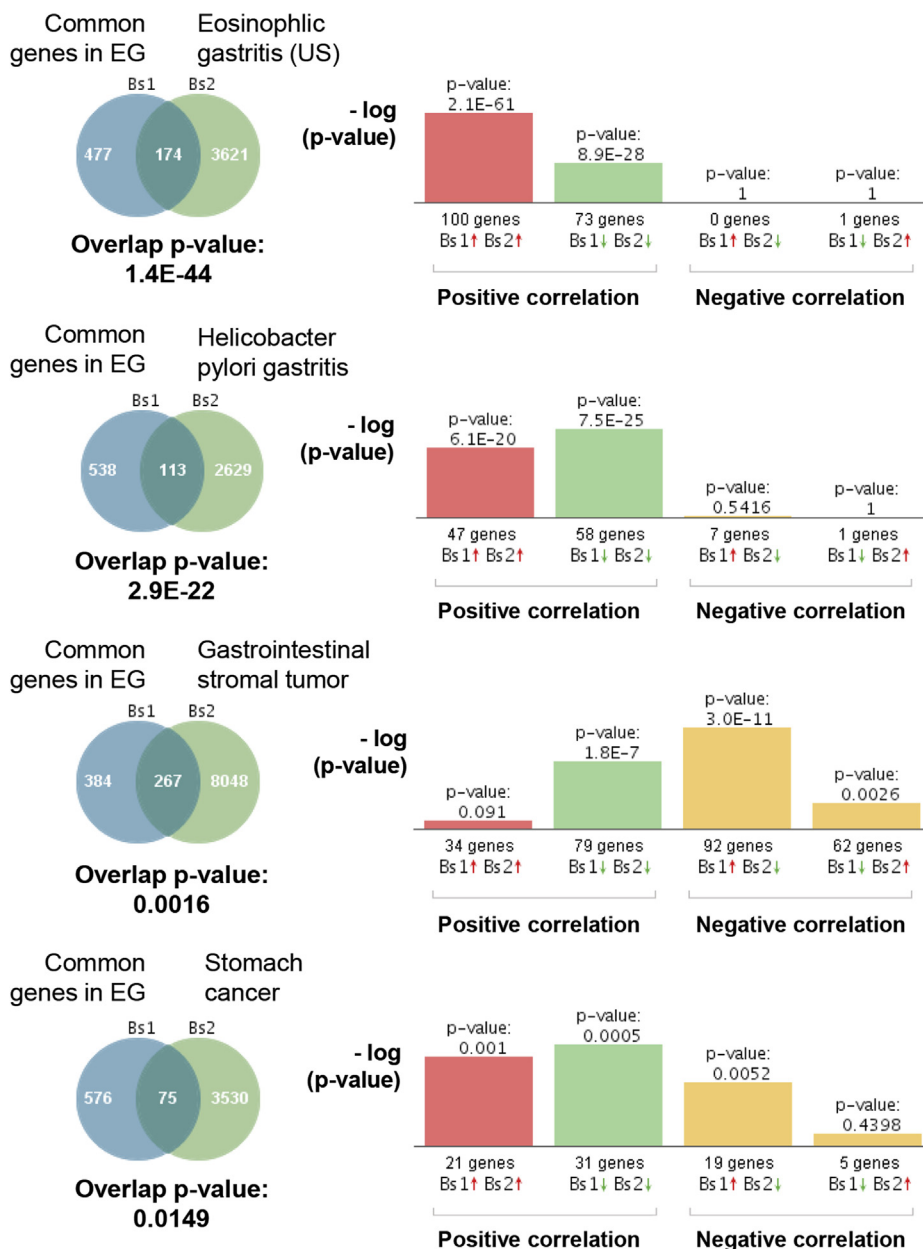 Common
genes in EG
Eosinophlic
gastritis (US)
Bs1 Bs2
477 174 3621
Overlap p-value:
1.4E-44
- log
(p-value)
p-value:
2.1E-61
p-value:
8.9E-28
p-value:
1
p-value:
1
100 genes 73 genes 0 genes 1 genes
Bs1↑ Bs2↑ Bs1↓ Bs2↓ Bs1↑ Bs2↓ Bs1↓ Bs2↑
Positive correlation Negative correlation
Common
genes in EG
Helicobacter
pylori gastritis
Bs1 Bs2
538 113 2629
Overlap p-value:
2.9E-22
- log
(p-value)
p-value:
6.1E-20
p-value:
7.5E-25
p-value:
0.5416
p-value:
1
47 genes 58 genes 7 genes 1 genes
Bs1↑ Bs2↑ Bs1↓ Bs2↓ Bs1↑ Bs2↓ Bs1↓ Bs2↑
Positive correlation Negative correlation
Common
genes in EG
Gastrointestinal
stromal tumor
Bs1 Bs2
384 267 8048
Overlap p-value:
0.0016
- log
(p-value)
p-value:
0.091
p-value:
1.8E-7
p-value:
3.0E-11
p-value:
0.0026
34 genes 79 genes 92 genes 62 genes
Bs1↑ Bs2↑ Bs1↓ Bs2↓ Bs1↑ Bs2↓ Bs1↓ Bs2↑
Positive correlation Negative correlation
Common
genes in EG
Stomach
cancer
Bs1 Bs2
576 75 3530
Overlap p-value:
0.0149
- log
(p-value)
p-value:
0.001
p-value:
0.0005
p-value:
0.0052
p-value:
0.4398
21 genes 31 genes 19 genes 5 genes
Bs1↑ Bs2↑ Bs1↓ Bs2↓ Bs1↑ Bs2↓ Bs1↓ Bs2↑
Positive correlation Negative correlation